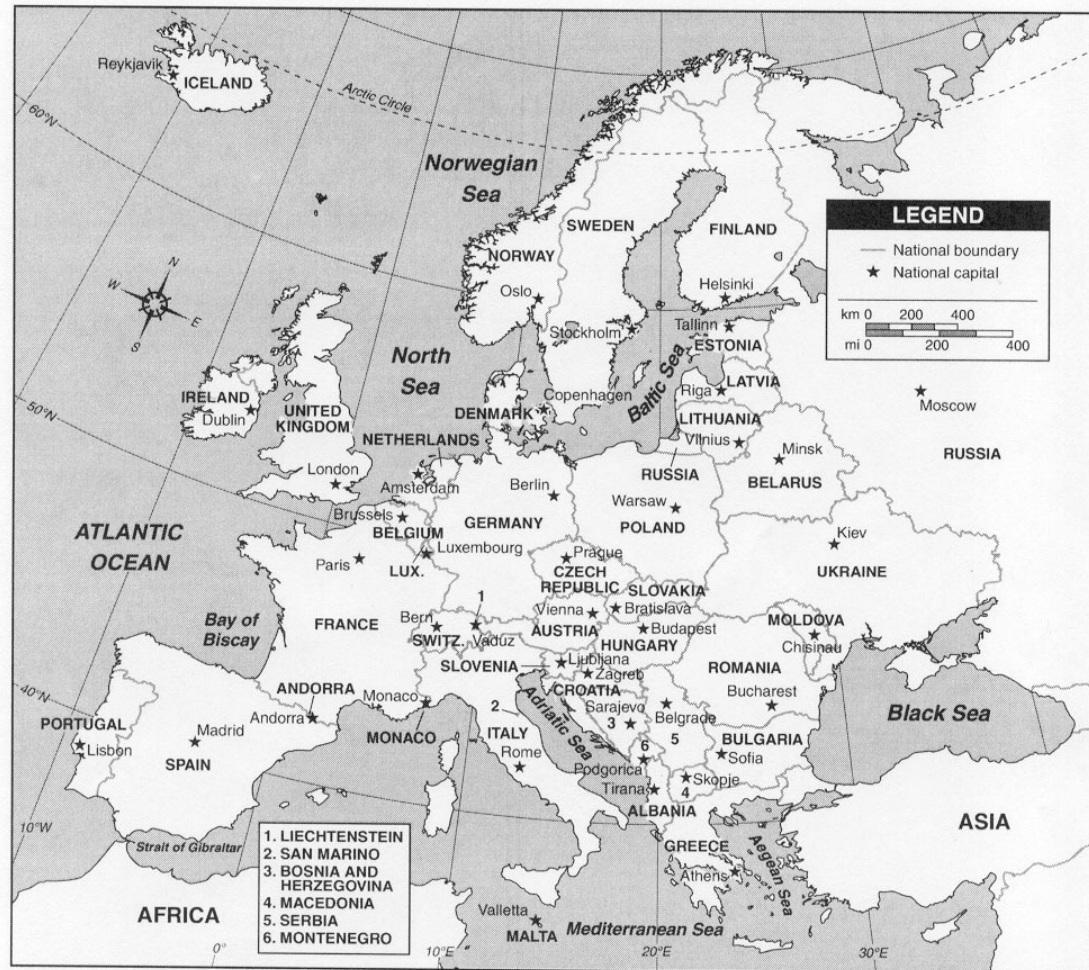 Reykjavik
ICELAND
Arctic Circle
60°N
Norwegian
Sea
SWEDEN
FINLAND
NORWAY
LEGEND
National boundary
National capital
km 0 200 400
mi 0 200 400
N
W
E
S
Oslo
Helsinki
Stockholm
Tallinn
ESTONIA
North
Sea
Baltic Sea
50°N
IRELAND
Dublin
UNITED
KINGDOM
DENMARK
Copenhagen
Riga
LATVIA
Moscow
NETHERLANDS
LITHUANIA
Vilnius
Minsk
RUSSIA
RUSSIA
London
Amsterdam
Berlin
BELARUS
Brussels
BELGIUM
GERMANY
Warsaw
POLAND
ATLANTIC
OCEAN
Kiev
Paris
Luxembourg
LUX.
Prague
CZECH
REPUBLIC
UKRAINE
SLOVAKIA
1
Vienna
Bratislava
Bay of
Biscay
FRANCE
Bern
SWITZ.
Vaduz
AUSTRIA
Budapest
HUNGARY
MOLDOVA
Chisinau
SLOVENIA
Ljubljana
Zagreb
ROMANIA
40°N
ANDORRA
Monaco
CROATIA
Bucharest
2
Adriatic Sea
Sarajevo
3
Belgrade
5
Black Sea
PORTUGAL
Lisbon
Madrid
SPAIN
Andorra
MONACO
ITALY
Rome
6
BULGARIA
Sofia
Podgorica
Skopje
4
Tirana
ALBANIA
10°W
Strait of Gibraltar
GREECE
Athens
Aegean Sea
ASIA
1. LIECHTENSTEIN
2. SAN MARINO
3. BOSNIA AND
HERZEGOVINA
4. MACEDONIA
5. SERBIA
6. MONTENEGRO
AFRICA
Valletta
MALTA
Mediterranean Sea
0°
10°E
20°E
30°E